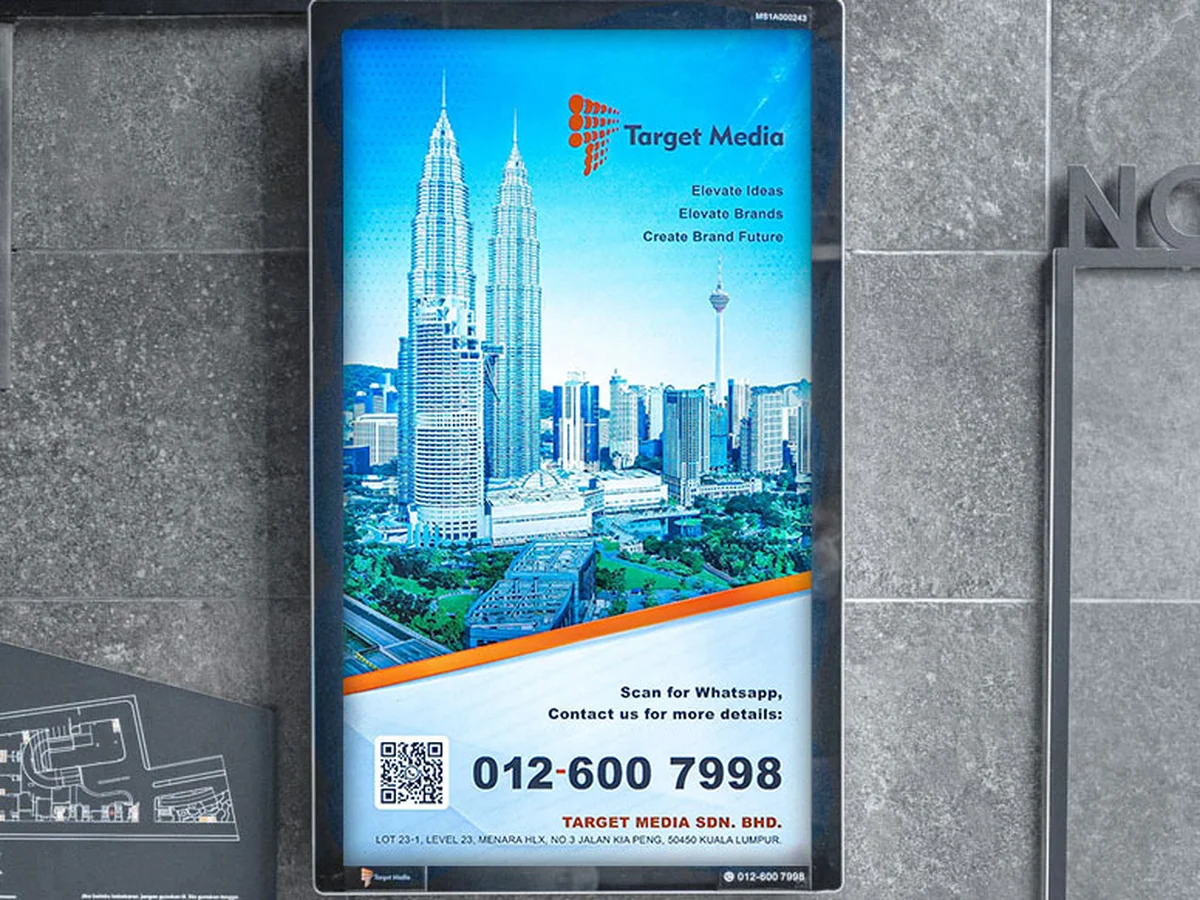 MS1A000243
Target Media
Elevate Ideas
Elevate Brands
Create Brand Future
NO
Scan for Whatsapp,
Contact us for more details:
012-600 7998
TARGET MEDIA SDN. BHD.
LOT 23-1, LEVEL 23, MENARA HLX, NO 3 JALAN KIA PENG, 50450 KUALA LUMPUR.
Target Media
012-600 7998